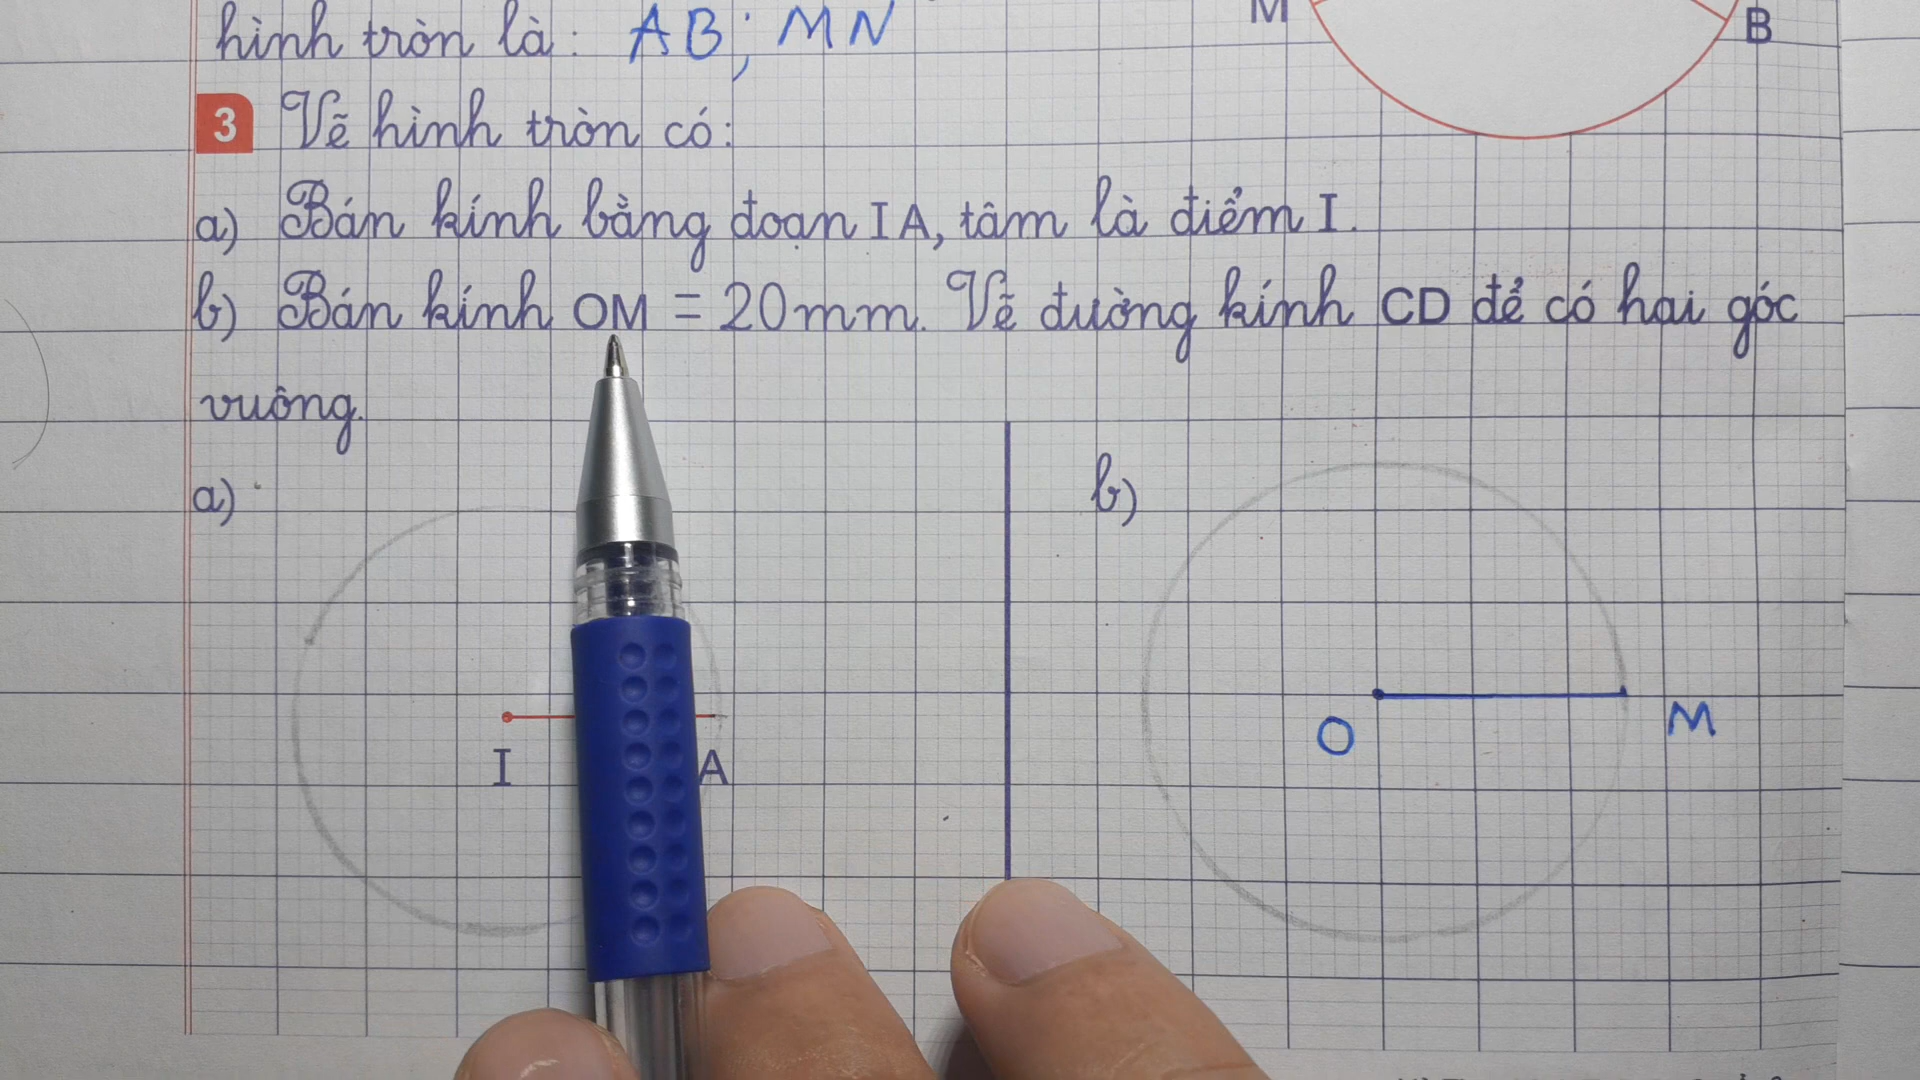 hình tròn là: AB; MN
M
B
3 Vẽ hình tròn có:
a) Bán kính bằng đoạn IA, tâm là điểm I.
b) Bán kính OM = 20mm. Vẽ đường kính CD để có hai góc
vuông.
a)
b)
I
A
O
M